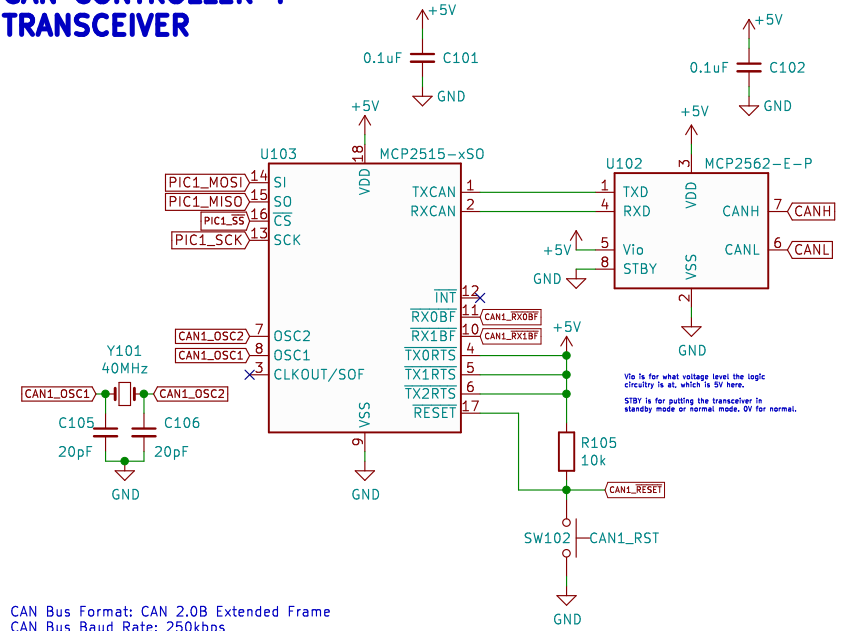 TRANSCEIVER
+5V
0.1uF C101
GND
+5V
0.1uF C102
GND
+5V
U103 MCP2515-xSO
18
VDD
PIC1_MOSI 14 SI
PIC1_MISO 15 SO
PIC1_SS 16 CS
PIC1_SCK 13 SCK
TXCAN 1
RXCAN 2
INT 12
RX0BF 11 CAN1_RX0BF
RX1BF 10 CAN1_RX1BF
TX0RTS 4
TX1RTS 5
TX2RTS 6
RESET 17
CAN1_OSC2 7 OSC2
CAN1_OSC1 8 OSC1
3 CLKOUT/SOF
VSS
9
GND
+5V
U102 MCP2562-E-P
3
VDD
1 TXD
4 RXD
+5V 5 Vio
GND 8 STBY
CANH 7 CANH
CANL 6 CANL
VSS
2
GND
Vio is for what voltage level the logic
circuitry is at, which is 5V here.
STBY is for putting the transceiver in
standby mode or normal mode. 0V for normal.
Y101
40MHz
CAN1_OSC1 CAN1_OSC2
C105 C106
20pF 20pF
GND
+5V
R105
10k
CAN1_RESET
SW102 CAN1_RST
GND
CAN Bus Format: CAN 2.0B Extended Frame
CAN Bus Baud Rate: 250kbps